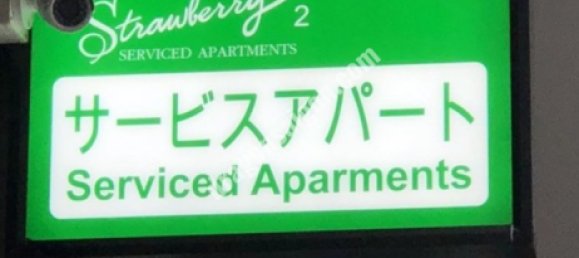 Strawberry 2
SERVICED APARTMENTS
サービスアパート
Serviced Aparments